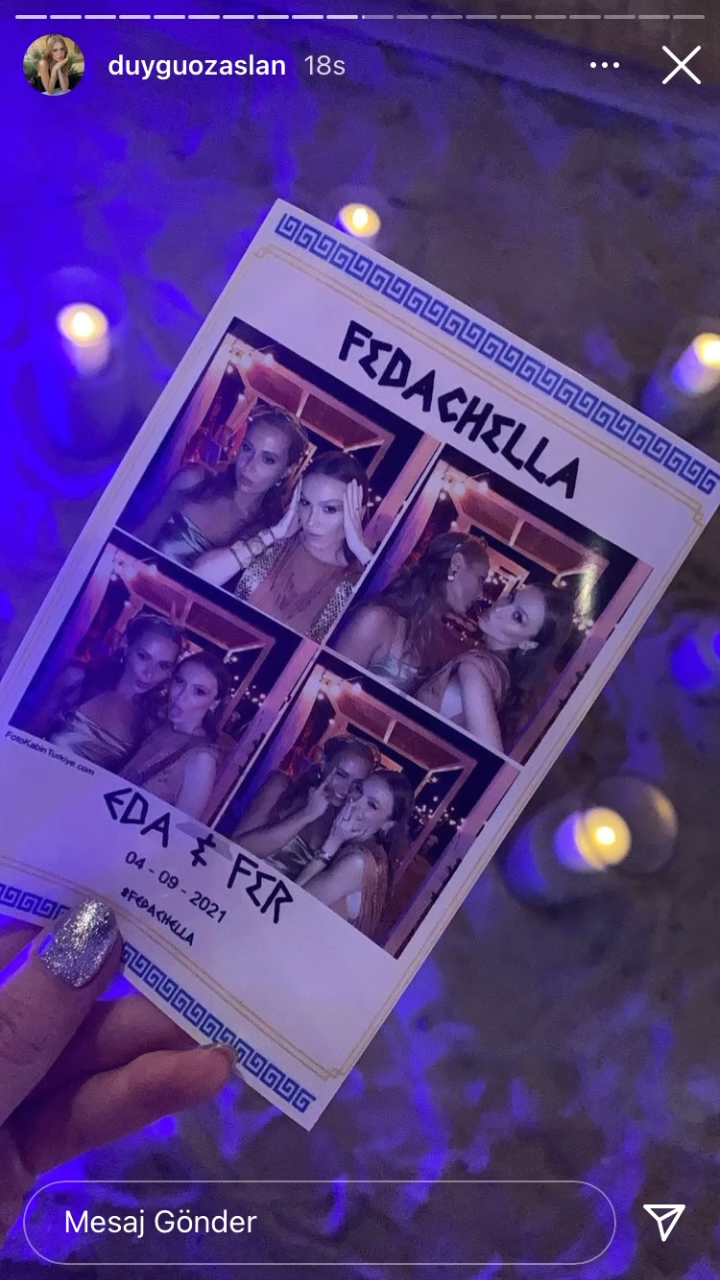 duyguozaslan 18s
FEDACHELLA
FotoKabinTurkiye.com
EDA & FER
04 - 09 - 2021
#FEDACHELLA
Mesaj Gönder